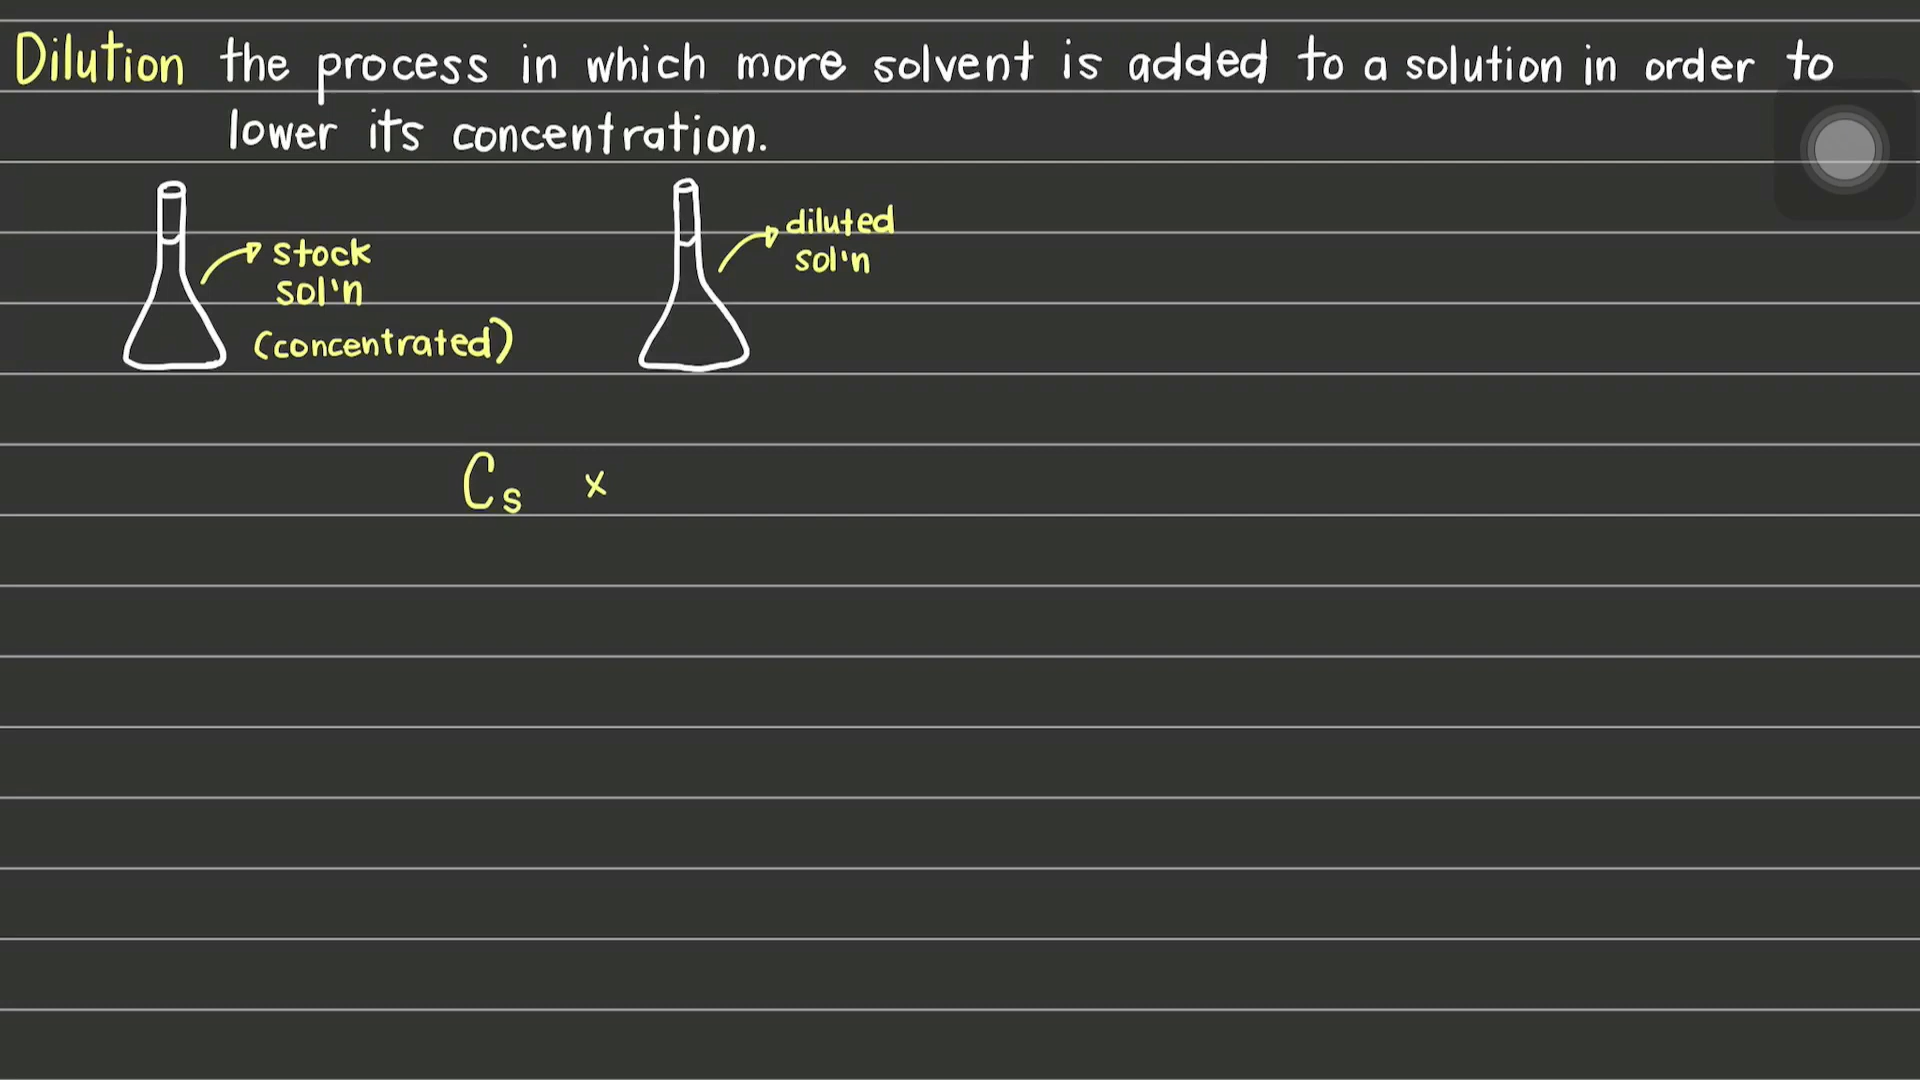 Dilution the process in which more solvent is added to a solution in order to
lower its concentration.
stock
sol'n
(concentrated)
diluted
sol'n
Cs ×